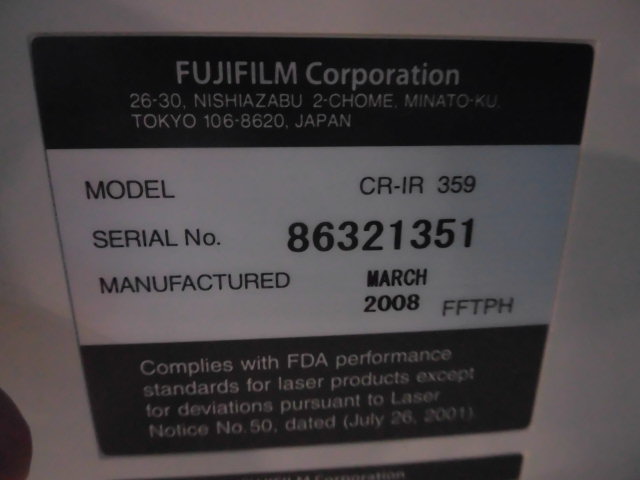 FUJIFILM Corporation
26-30, NISHIAZABU 2-CHOME, MINATO-KU,
TOKYO 106-8620, JAPAN
MODEL CR-IR 359
SERIAL No. 86321351
MANUFACTURED MARCH
2008 FFTPH
Complies with FDA performance
standards for laser products except
for deviations pursuant to Laser
Notice No.50, dated (July 26, 2001)
FUJIFILM Corporation